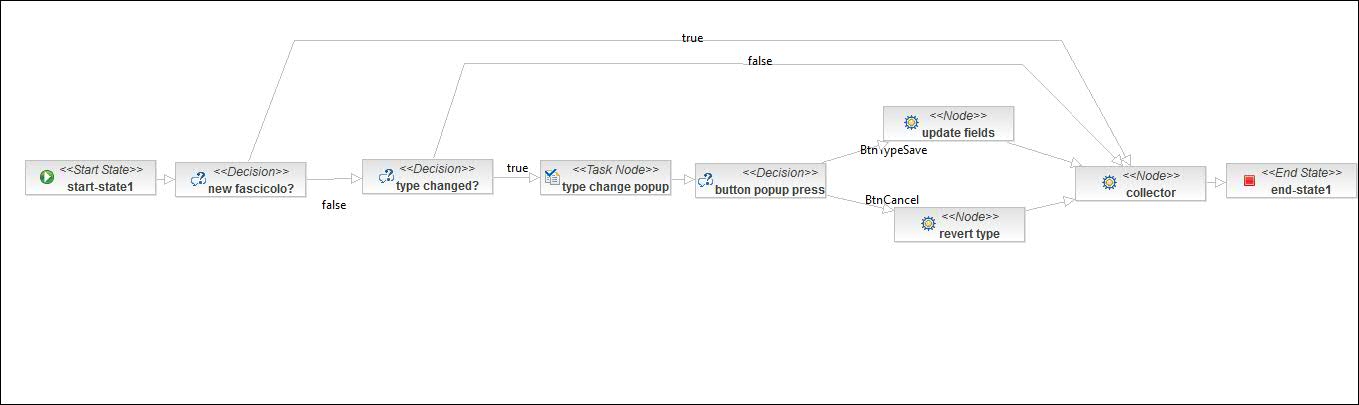 true
false
<<Node>>
update fields
BtnTypeSave
<<Start State>>
start-state1
<<Decision>>
new fascicolo?
false
<<Decision>>
type changed?
true
<<Task Node>>
type change popup
<<Decision>>
button popup press
<<Node>>
collector
<<End State>>
end-state1
BtnCancel
<<Node>>
revert type